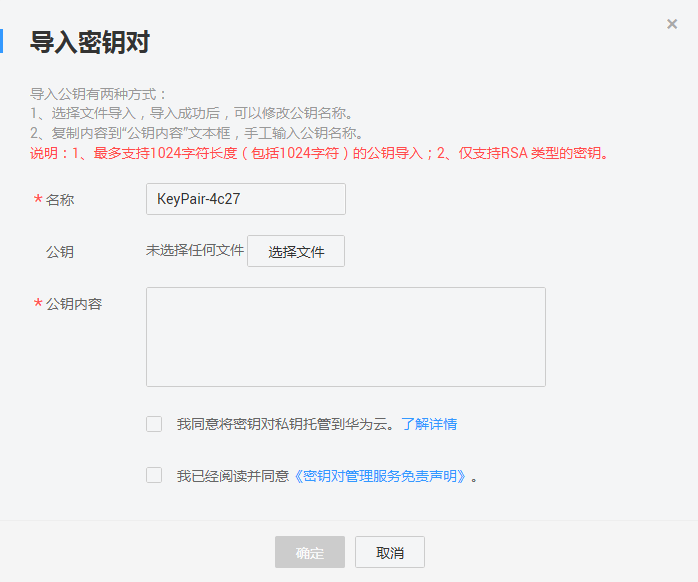 导入密钥对
导入公钥有两种方式：
1、选择文件导入，导入成功后，可以修改公钥名称。
2、复制内容到“公钥内容”文本框，手工输入公钥名称。
说明：1、最多支持1024字符长度（包括1024字符）的公钥导入；2、仅支持RSA 类型的密钥。
* 名称 KeyPair-4c27
公钥 未选择任何文件 选择文件
* 公钥内容
我同意将密钥对私钥托管到华为云。了解详情
我已经阅读并同意《密钥对管理服务免责声明》。
确定 取消